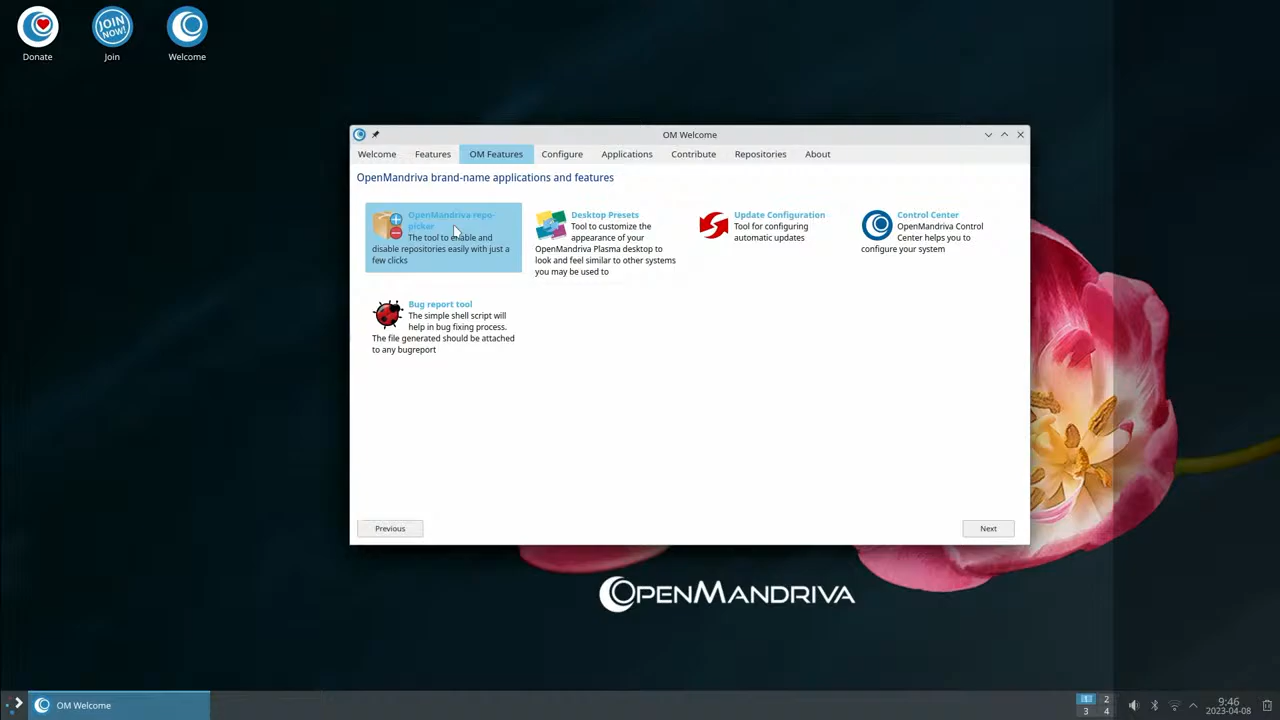 Donate
Join
Welcome
JOIN
NOW!
OM Welcome
Welcome
Features
OM Features
Configure
Applications
Contribute
Repositories
About
OpenMandriva brand-name applications and features
OpenMandriva repo-
picker
The tool to enable and
disable repositories easily with just a
few clicks
Desktop Presets
Tool to customize the
appearance of your
OpenMandriva Plasma desktop to
look and feel similar to other systems
you may be used to
Update Configuration
Tool for configuring
automatic updates
Control Center
OpenMandriva Control
Center helps you to
configure your system
Bug report tool
The simple shell script will
help in bug fixing process.
The file generated should be attached
to any bugreport
Previous
Next
OPENMANDRIVA
OM Welcome
1 2
3 4
9:46
2023-04-08